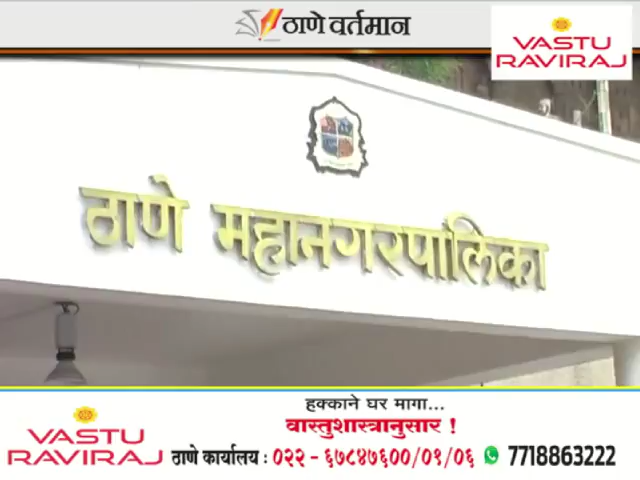 ठाणे वर्तमान
VASTU
RAVIRAJ
ठाणे महानगरपालिका
हक्काने घर मागा...
वास्तुशास्त्रानुसार !
VASTU
RAVIRAJ
ठाणे कार्यालय : ०२२ - ६७८४७६००/०१/०६ 7718863222